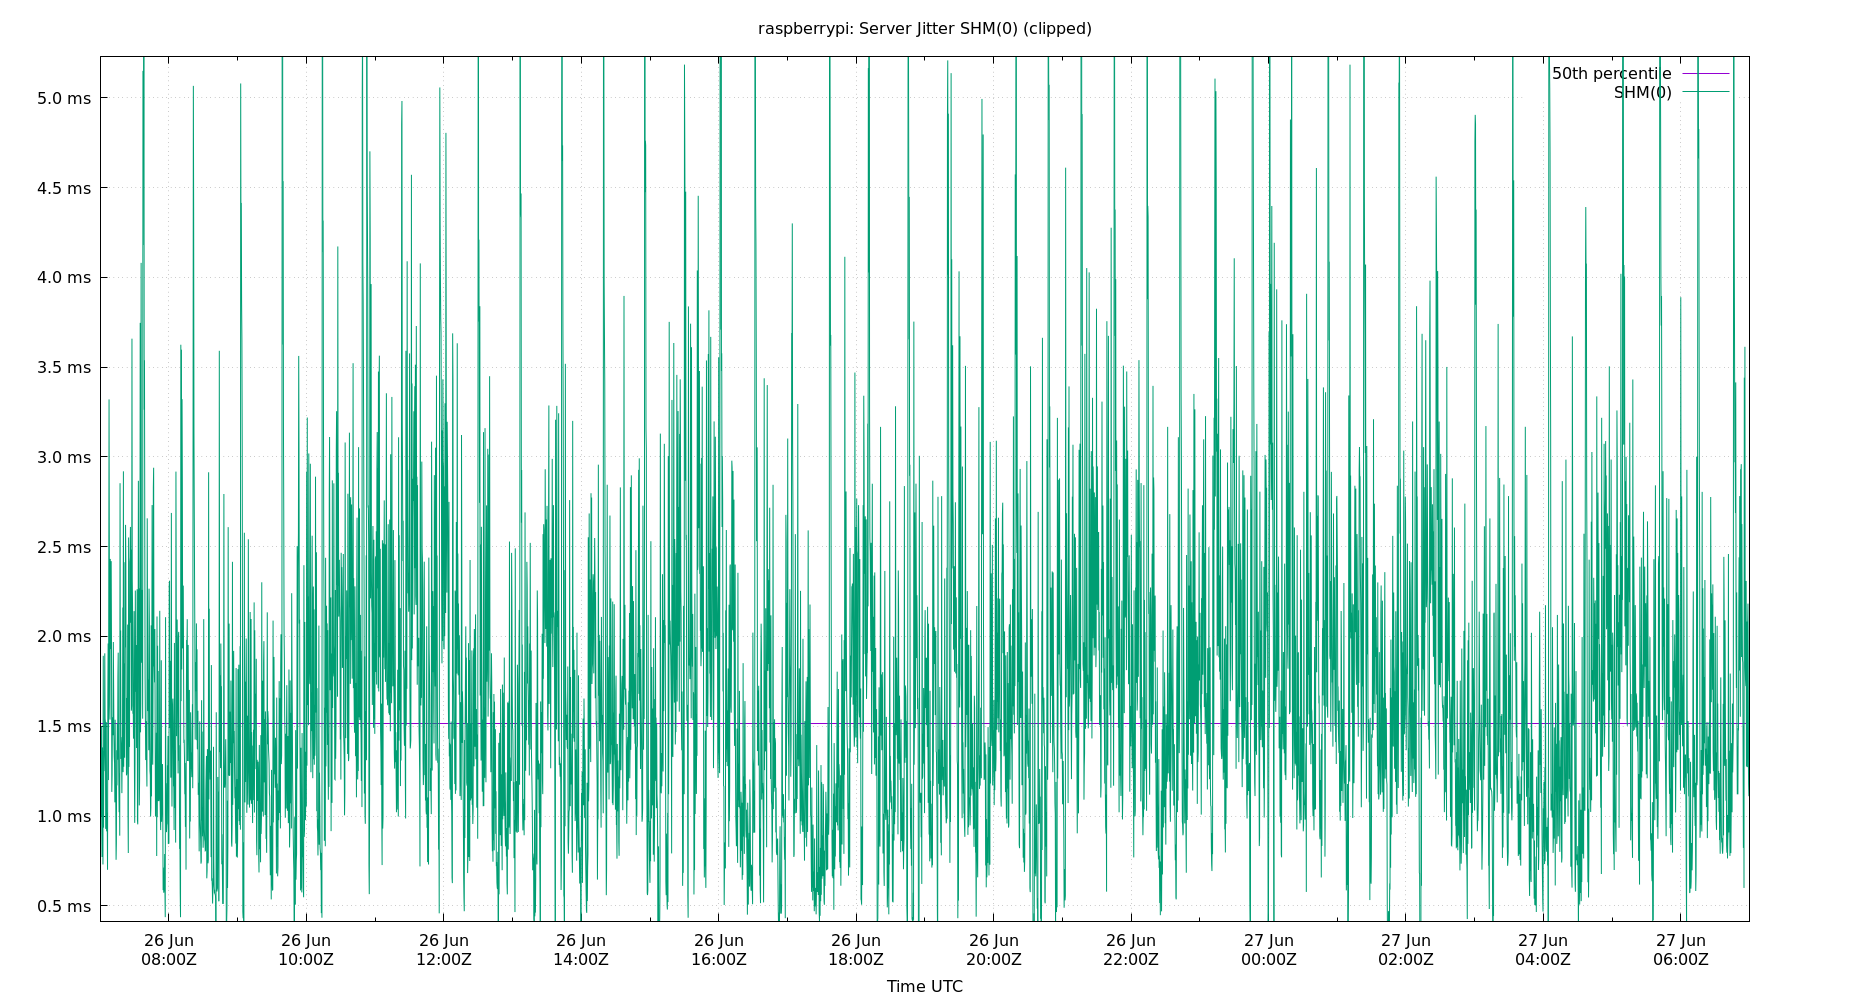 raspberrypi: Server Jitter SHM(0) (clipped)
50th percentile
SHM(0)
5.0 ms
4.5 ms
4.0 ms
3.5 ms
3.0 ms
2.5 ms
2.0 ms
1.5 ms
1.0 ms
0.5 ms
26 Jun 26 Jun 26 Jun 26 Jun 26 Jun 26 Jun 26 Jun 26 Jun 27 Jun 27 Jun 27 Jun 27 Jun
08:00Z 10:00Z 12:00Z 14:00Z 16:00Z 18:00Z 20:00Z 22:00Z 00:00Z 02:00Z 04:00Z 06:00Z
Time UTC